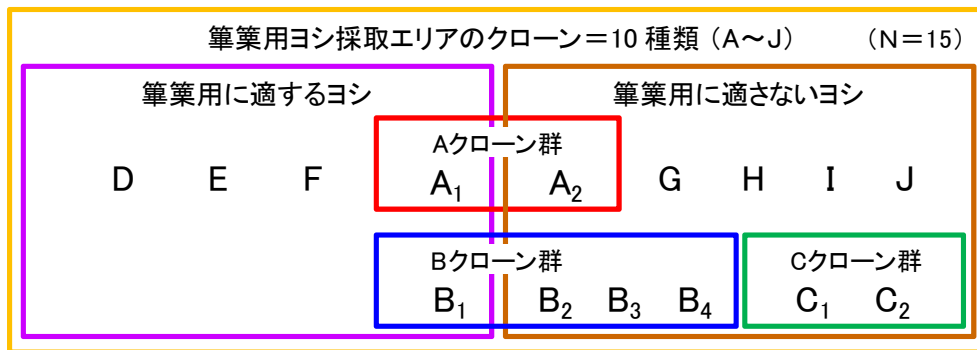 篳篥用ヨシ採取エリアのクローン＝10 種類（A～J） （N＝15）
篳篥用に適するヨシ 篳篥用に適さないヨシ
Aクローン群
D E F A₁ A₂ G H I J
Bクローン群 Cクローン群
B₁ B₂ B₃ B₄ C₁ C₂